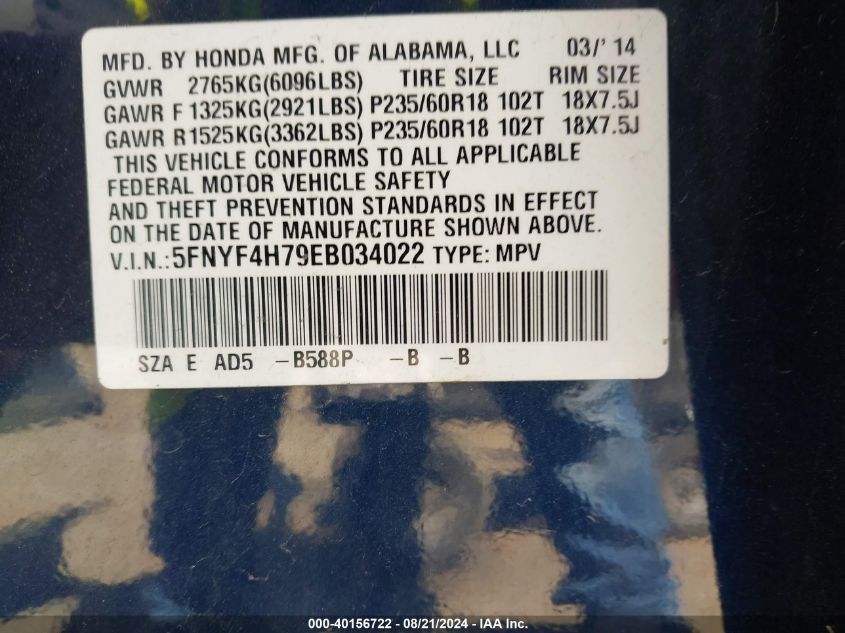 MFD. BY HONDA MFG. OF ALABAMA, LLC 03/' 14
GVWR 2765KG(6096LBS) TIRE SIZE RIM SIZE
GAWR F 1325KG(2921LBS) P235/60R18 102T 18X7.5J
GAWR R 1525KG(3362LBS) P235/60R18 102T 18X7.5J
THIS VEHICLE CONFORMS TO ALL APPLICABLE
FEDERAL MOTOR VEHICLE SAFETY
AND THEFT PREVENTION STANDARDS IN EFFECT
ON THE DATE OF MANUFACTURE SHOWN ABOVE.
V.I.N.: 5FNYF4H79EB034022 TYPE: MPV
SZA E AD5 -B588P -B -B
000-40156722 - 08/21/2024 - IAA Inc.